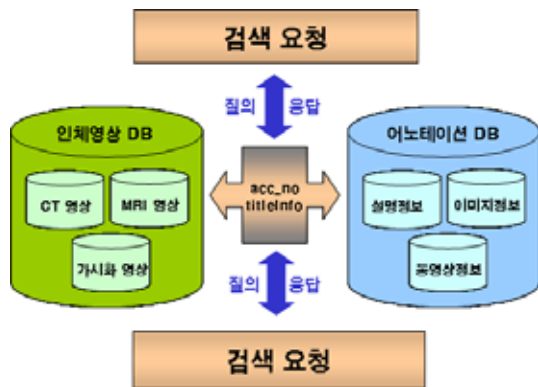 검색 요청
질의 응답
인체영상 DB
CT 영상
MRI 영상
가시화 영상
acc_no
titleInfo
어노테이션 DB
설명정보
이미지정보
동영상정보
질의 응답
검색 요청